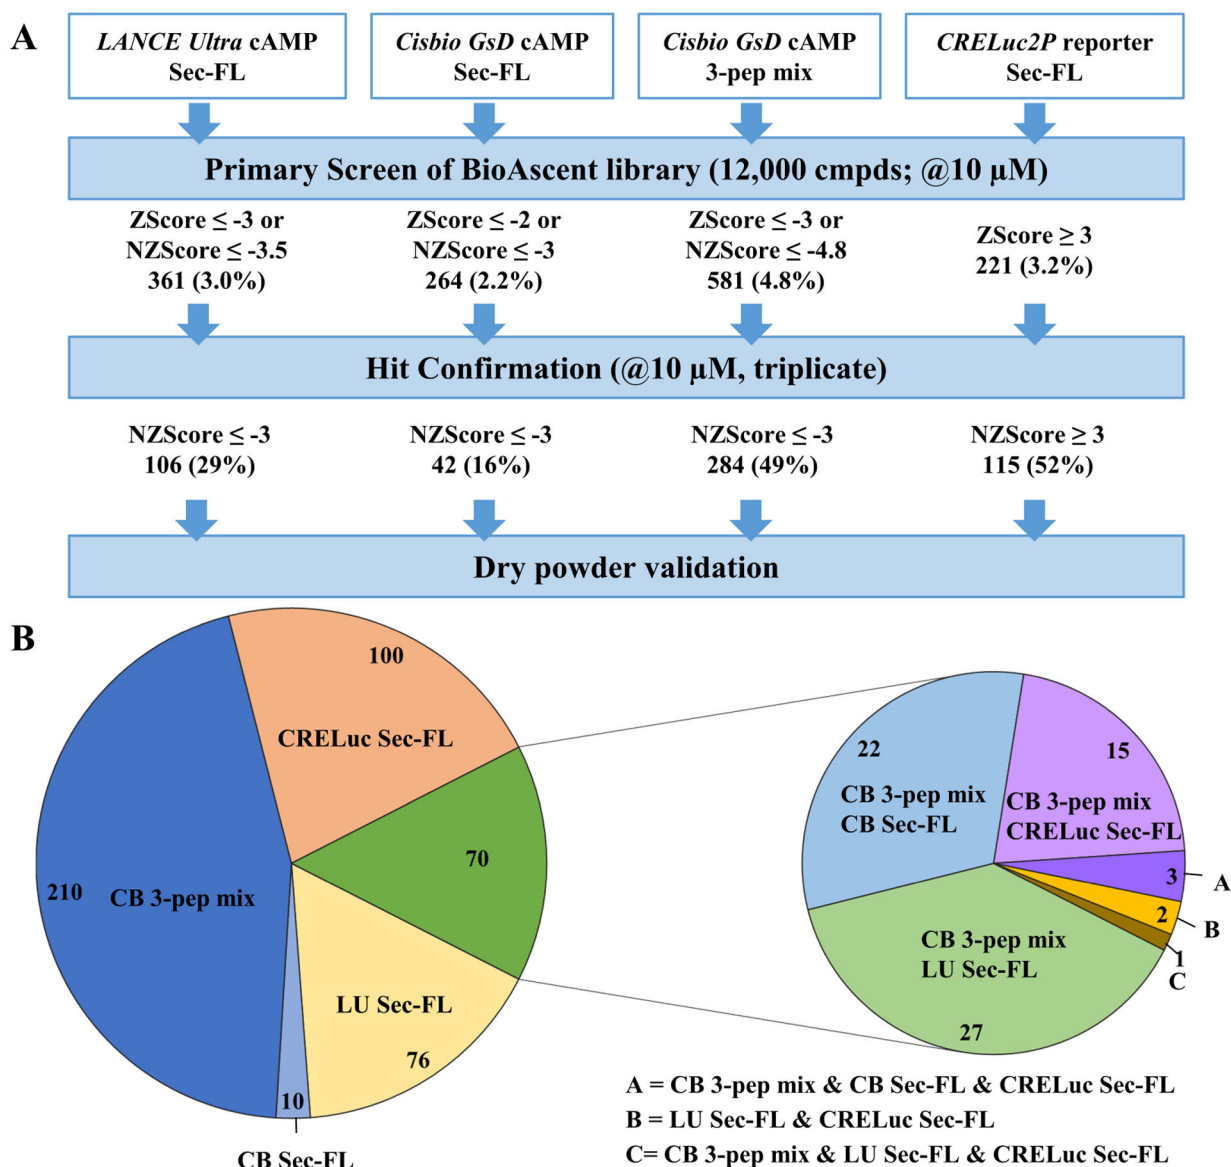 A
LANCE Ultra cAMP
Sec-FL
Cisbio GsD cAMP
Sec-FL
Cisbio GsD cAMP
3-pep mix
CRELuc2P reporter
Sec-FL
Primary Screen of BioAscent library (12,000 cmpds; @10 µM)
ZScore ≤ -3 or
NZScore ≤ -3.5
361 (3.0%)
ZScore ≤ -2 or
NZScore ≤ -3
264 (2.2%)
ZScore ≤ -3 or
NZScore ≤ -4.8
581 (4.8%)
ZScore ≥ 3
221 (3.2%)
Hit Confirmation (@10 µM, triplicate)
NZScore ≤ -3
106 (29%)
NZScore ≤ -3
42 (16%)
NZScore ≤ -3
284 (49%)
NZScore ≥ 3
115 (52%)
Dry powder validation
B
100
CRELuc Sec-FL
210
CB 3-pep mix
70
LU Sec-FL
76
10
CB Sec-FL
22
CB 3-pep mix
CB Sec-FL
15
CB 3-pep mix
CRELuc Sec-FL
3
A
2
B
1
C
CB 3-pep mix
LU Sec-FL
27
A = CB 3-pep mix & CB Sec-FL & CRELuc Sec-FL
B = LU Sec-FL & CRELuc Sec-FL
C= CB 3-pep mix & LU Sec-FL & CRELuc Sec-FL